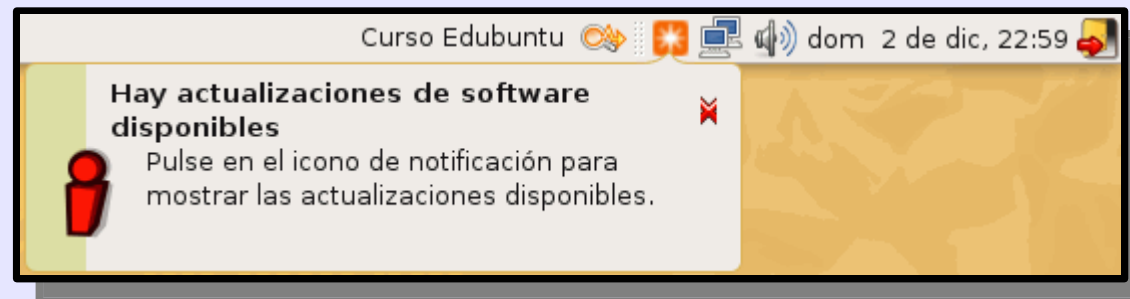 Curso Edubuntu dom 2 de dic, 22:59
Hay actualizaciones de software
disponibles
Pulse en el icono de notificación para
mostrar las actualizaciones disponibles.